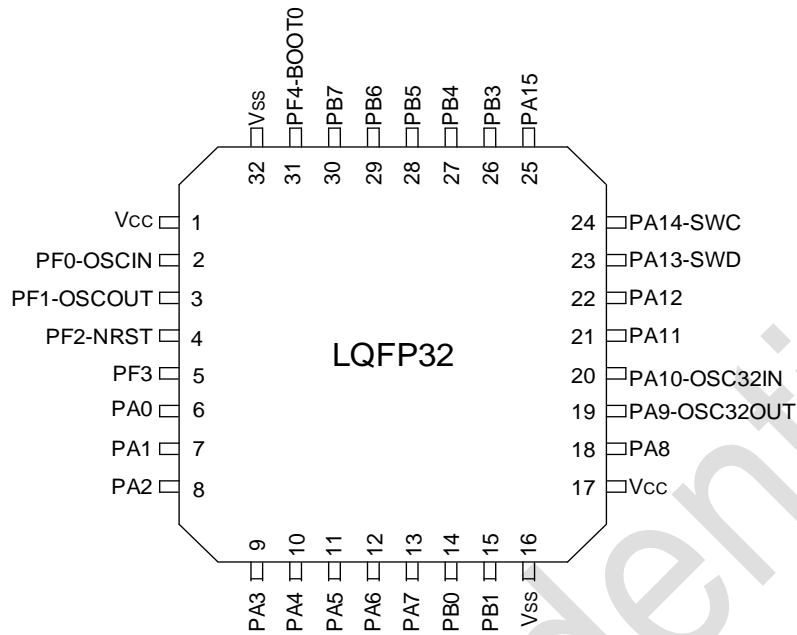 Vss
PF4-BOOT0
PB7
PB6
PB5
PB4
PB3
PA15
32
31
30
29
28
27
26
25
Vcc 1
PF0-OSCIN 2
PF1-OSCOUT 3
PF2-NRST 4
PF3 5
PA0 6
PA1 7
PA2 8
LQFP32
24 PA14-SWC
23 PA13-SWD
22 PA12
21 PA11
20 PA10-OSC32IN
19 PA9-OSC32OUT
18 PA8
17 Vcc
9
10
11
12
13
14
15
16
PA3
PA4
PA5
PA6
PA7
PB0
PB1
Vss